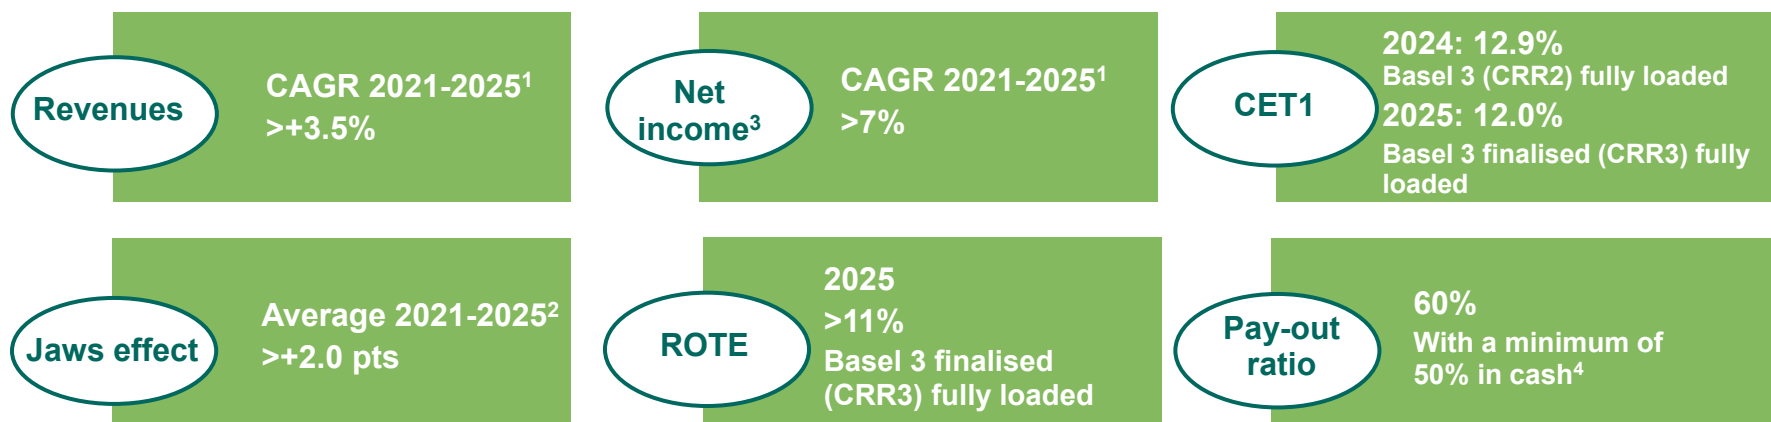 Revenues
CAGR 2021-2025¹
>+3.5%
Net
income³
CAGR 2021-2025¹
>7%
CET1
2024: 12.9%
Basel 3 (CRR2) fully loaded
2025: 12.0%
Basel 3 finalised (CRR3) fully
loaded
Jaws effect
Average 2021-2025²
>+2.0 pts
ROTE
2025
>11%
Basel 3 finalised
(CRR3) fully loaded
Pay-out
ratio
60%
With a minimum of
50% in cash⁴